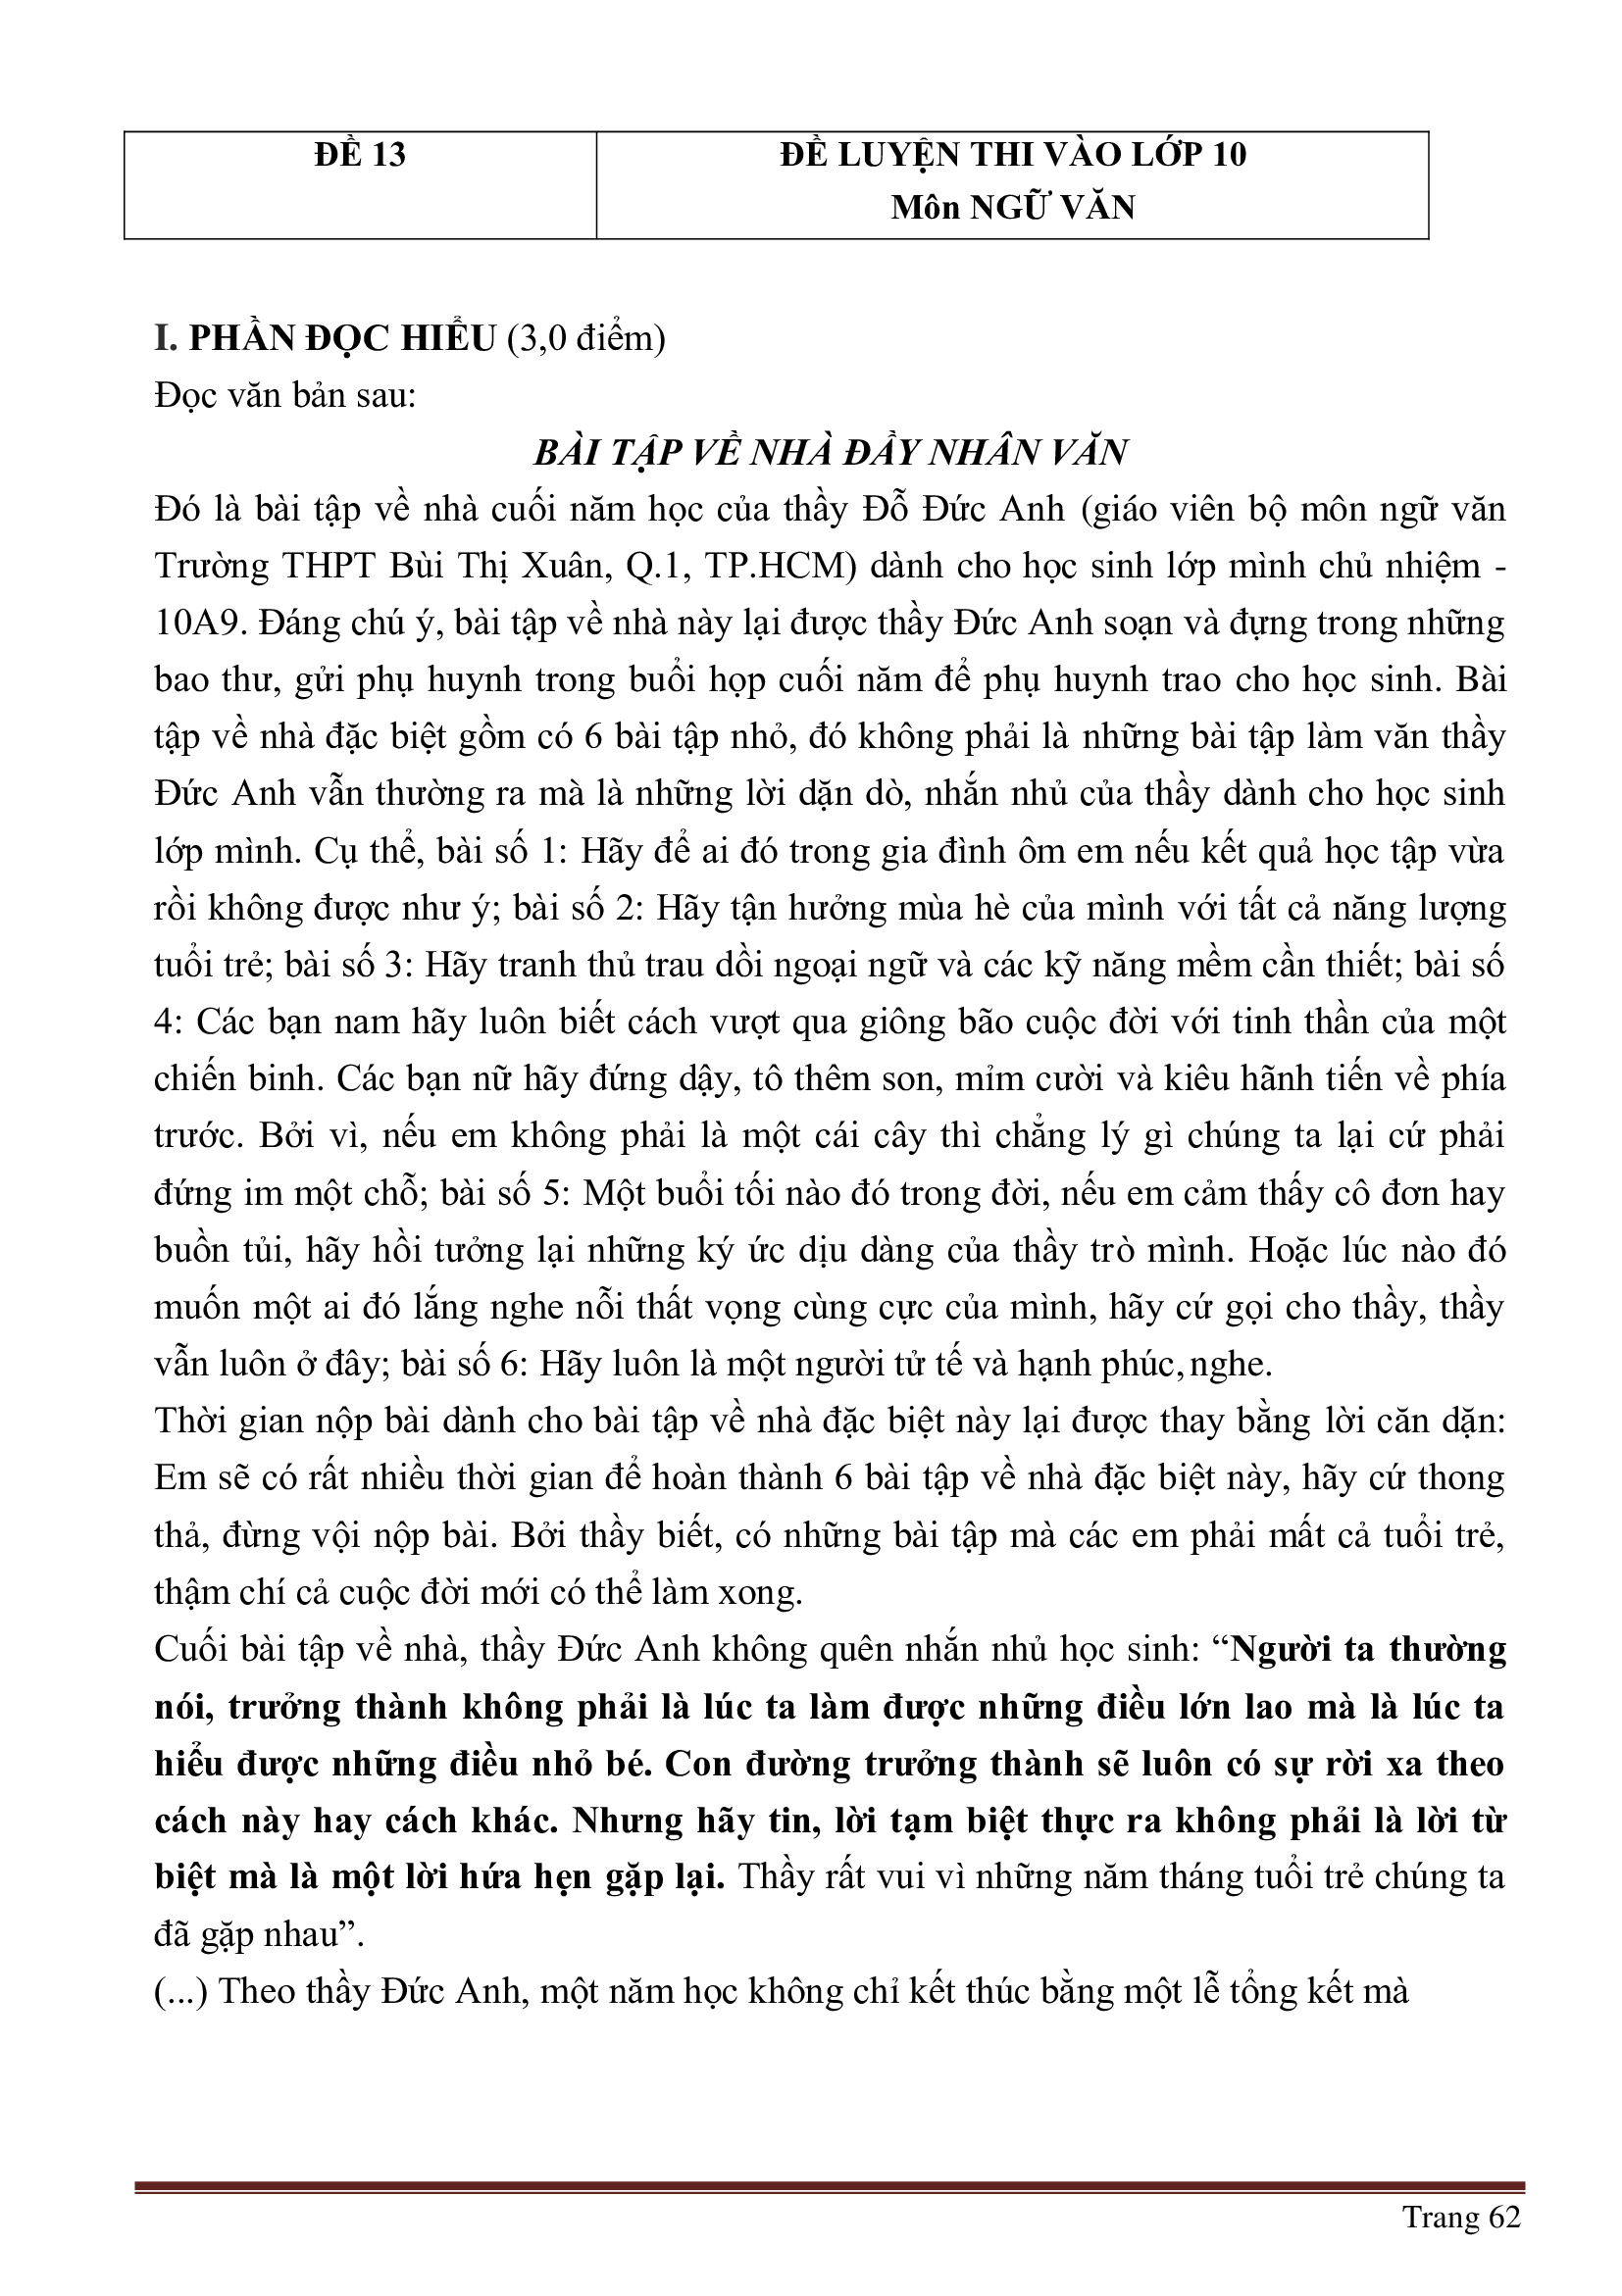 ĐỀ 13
ĐỀ LUYỆN THI VÀO LỚP 10
Môn NGỮ VĂN
I. PHẦN ĐỌC HIỂU (3,0 điểm)
Đọc văn bản sau:
BÀI TẬP VỀ NHÀ ĐẦY NHÂN VĂN
Đó là bài tập về nhà cuối năm học của thầy Đỗ Đức Anh (giáo viên bộ môn ngữ văn
Trường THPT Bùi Thị Xuân, Q.1, TP.HCM) dành cho học sinh lớp mình chủ nhiệm -
10A9. Đáng chú ý, bài tập về nhà này lại được thầy Đức Anh soạn và đựng trong những
bao thư, gửi phụ huynh trong buổi họp cuối năm để phụ huynh trao cho học sinh. Bài
tập về nhà đặc biệt gồm có 6 bài tập nhỏ, đó không phải là những bài tập làm văn thầy
Đức Anh vẫn thường ra mà là những lời dặn dò, nhắn nhủ của thầy dành cho học sinh
lớp mình. Cụ thể, bài số 1: Hãy để ai đó trong gia đình ôm em nếu kết quả học tập vừa
rồi không được như ý; bài số 2: Hãy tận hưởng mùa hè của mình với tất cả năng lượng
tuổi trẻ; bài số 3: Hãy tranh thủ trau dồi ngoại ngữ và các kỹ năng mềm cần thiết; bài số
4: Các bạn nam hãy luôn biết cách vượt qua giông bão cuộc đời với tinh thần của một
chiến binh. Các bạn nữ hãy đứng dậy, tô thêm son, mỉm cười và kiêu hãnh tiến về phía
trước. Bởi vì, nếu em không phải là một cái cây thì chẳng lý gì chúng ta lại cứ phải
đứng im một chỗ; bài số 5: Một buổi tối nào đó trong đời, nếu em cảm thấy cô đơn hay
buồn tủi, hãy hồi tưởng lại những ký ức dịu dàng của thầy trò mình. Hoặc lúc nào đó
muốn một ai đó lắng nghe nỗi thất vọng cùng cực của mình, hãy cứ gọi cho thầy, thầy
vẫn luôn ở đây; bài số 6: Hãy luôn là một người tử tế và hạnh phúc, nghe.
Thời gian nộp bài dành cho bài tập về nhà đặc biệt này lại được thay bằng lời căn dặn:
Em sẽ có rất nhiều thời gian để hoàn thành 6 bài tập về nhà đặc biệt này, hãy cứ thong
thả, đừng vội nộp bài. Bởi thầy biết, có những bài tập mà các em phải mất cả tuổi trẻ,
thậm chí cả cuộc đời mới có thể làm xong.
Cuối bài tập về nhà, thầy Đức Anh không quên nhắn nhủ học sinh: “Người ta thường
nói, trưởng thành không phải là lúc ta làm được những điều lớn lao mà là lúc ta
hiểu được những điều nhỏ bé. Con đường trưởng thành sẽ luôn có sự rời xa theo
cách này hay cách khác. Nhưng hãy tin, lời tạm biệt thực ra không phải là lời từ
biệt mà là một lời hứa hẹn gặp lại. Thầy rất vui vì những năm tháng tuổi trẻ chúng ta
đã gặp nhau”.
(...) Theo thầy Đức Anh, một năm học không chỉ kết thúc bằng một lễ tổng kết mà
Trang 62